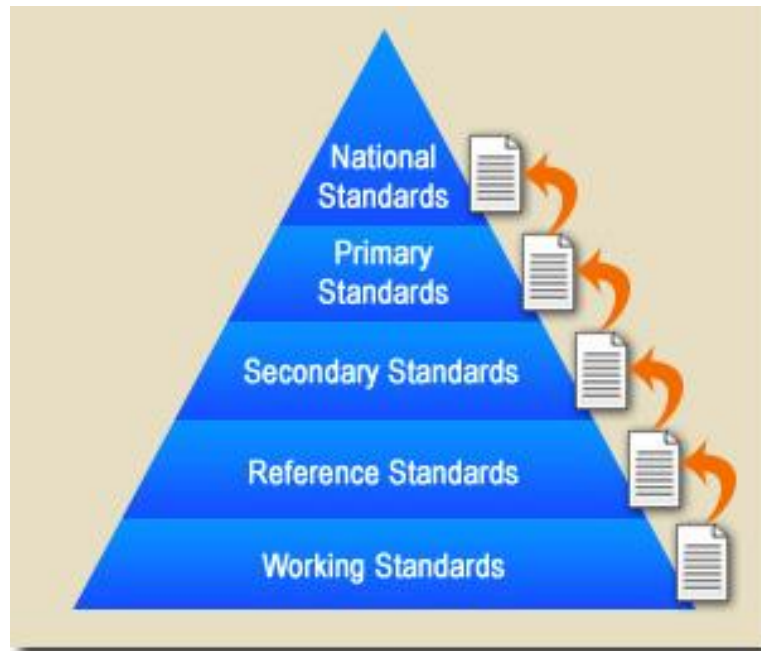 National
Standards
Primary
Standards
Secondary Standards
Reference Standards
Working Standards